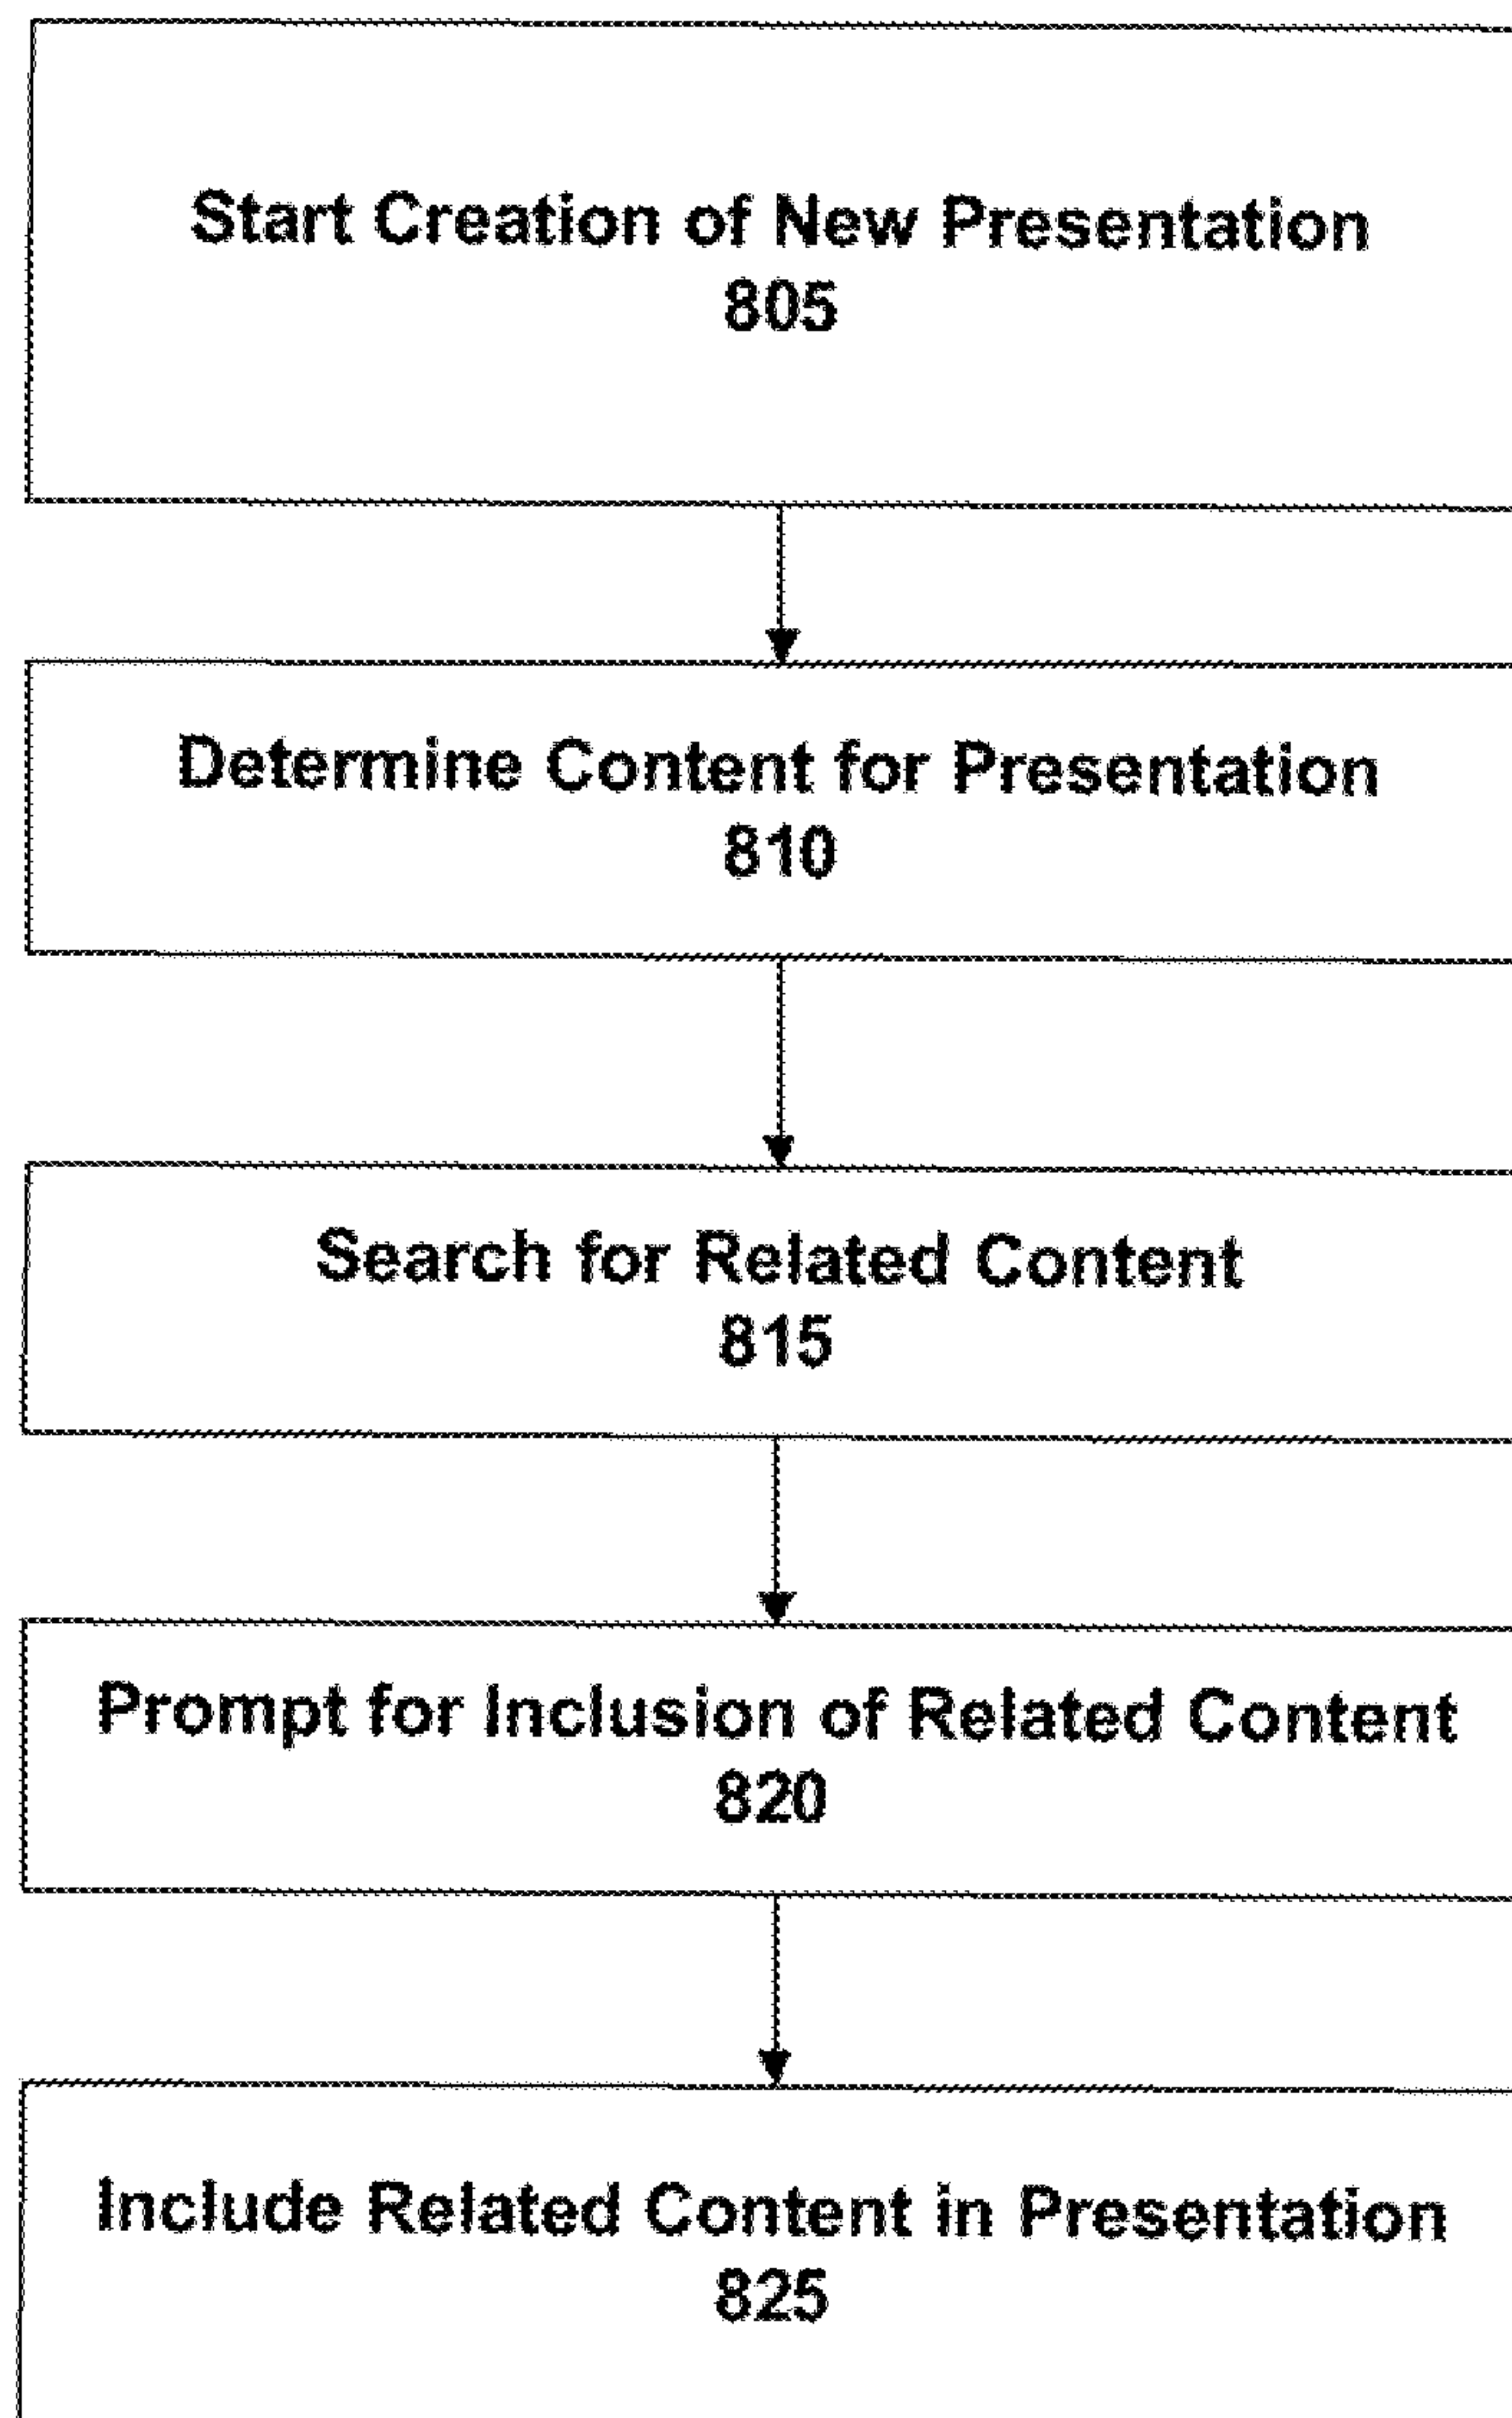 Start Creation of New Presentation
805
Determine Content for Presentation
810
Search for Related Content
815
Prompt for Inclusion of Related Content
820
Include Related Content in Presentation
825